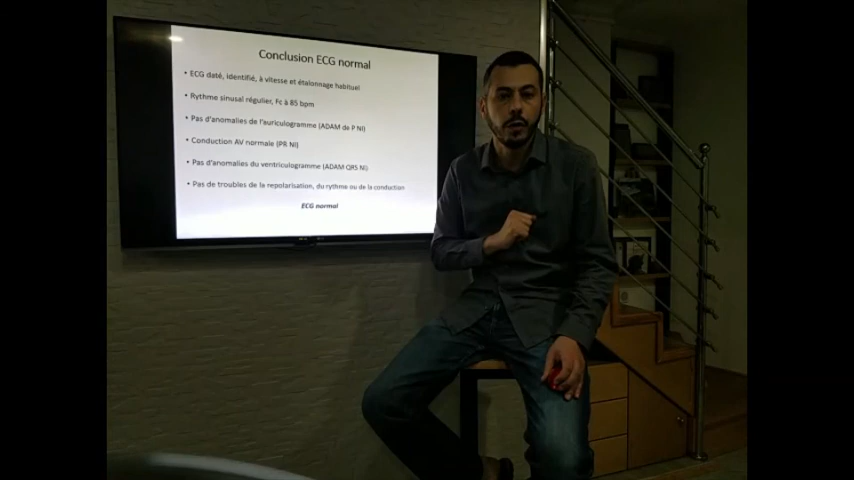 Conclusion ECG normal
• ECG daté, identifié, à vitesse et étalonnage habituel
• Rythme sinusal régulier, Fc à 85 bpm
• Pas d'anomalies de l'auriculogramme (ADAM de P Nl)
• Conduction AV normale (PR Nl)
• Pas d'anomalies du ventriculogramme (ADAM QRS Nl)
• Pas de troubles de la repolarisation, du rythme ou de la conduction
ECG normal